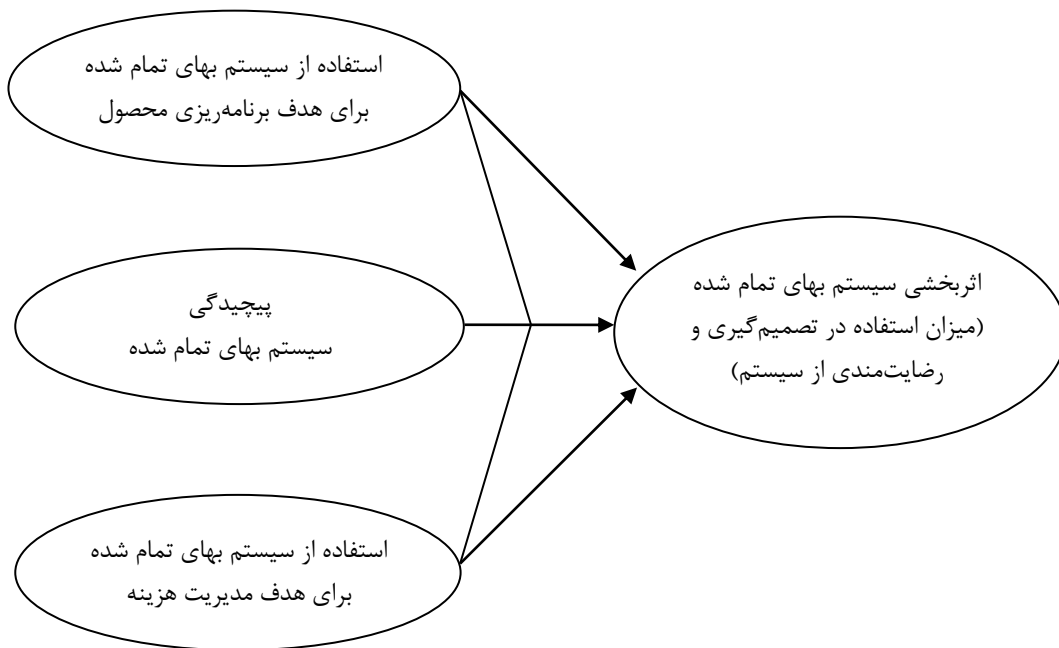 استفاده از سیستم بهای تمام شده
برای هدف برنامه‌ریزی محصول
پیچیدگی
سیستم بهای تمام شده
استفاده از سیستم بهای تمام شده
برای هدف مدیریت هزینه
اثربخشی سیستم بهای تمام شده
(میزان استفاده در تصمیم‌گیری و
رضایت‌مندی از سیستم)